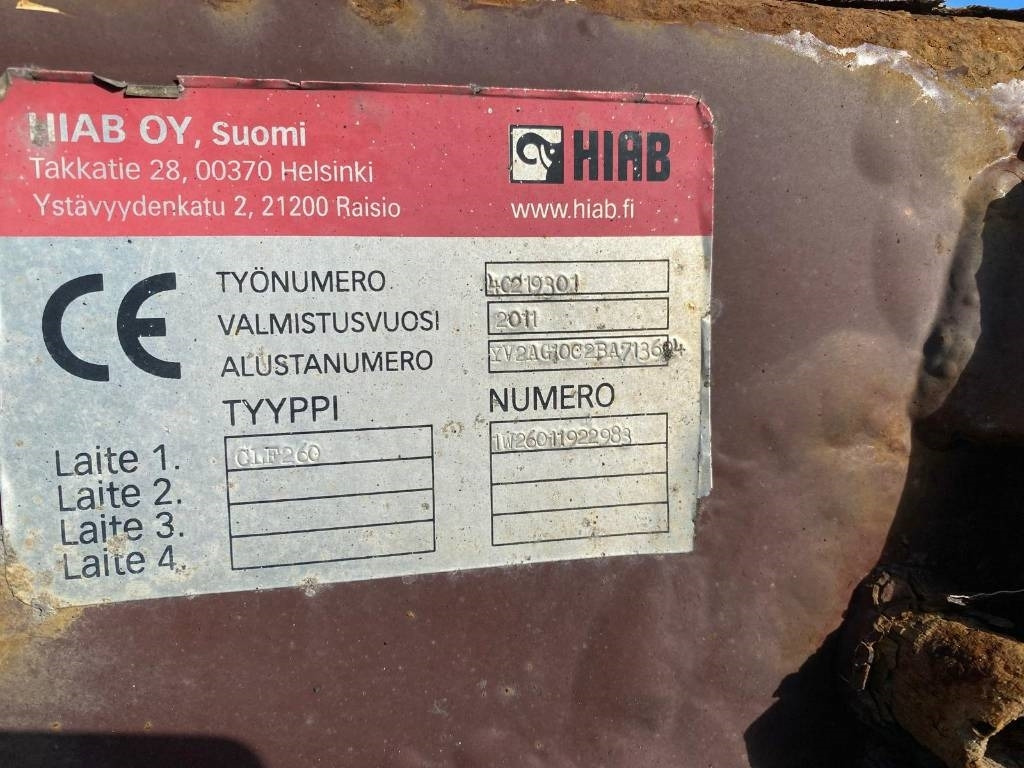 HIAB OY, Suomi
Takkatie 28, 00370 Helsinki
Ystävyydenkatu 2, 21200 Raisio
HIAB
www.hiab.fi
CE
TYÖNUMERO 4C219301
VALMISTUSVUOSI 2011
ALUSTANUMERO
TYYPPI NUMERO
Laite 1. CLF260 1W26011922983
Laite 2.
Laite 3.
Laite 4.